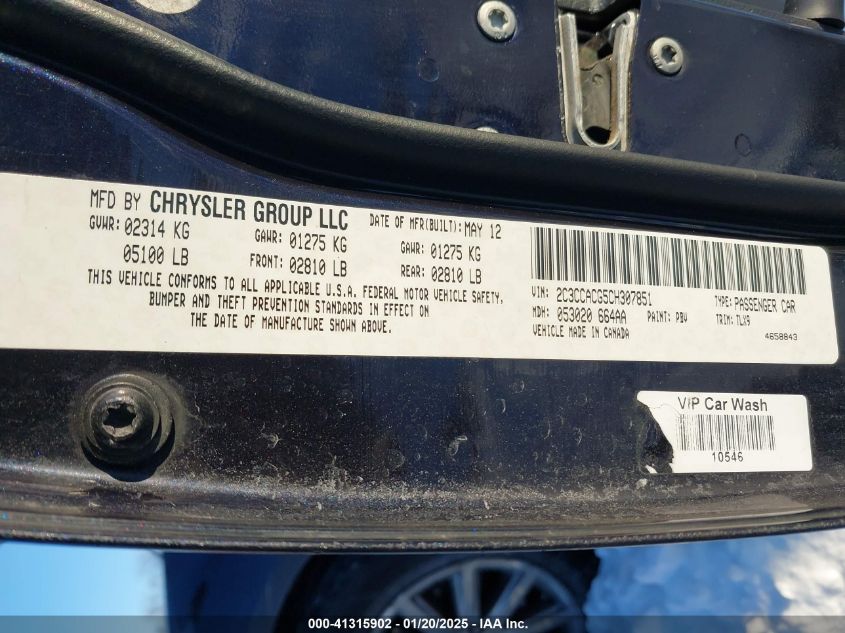 MFD BY CHRYSLER GROUP LLC DATE OF MFR(BUILT): MAY 12
GVWR: 02314 KG GAWR: 01275 KG GAWR: 01275 KG
05100 LB FRONT: 02810 LB REAR: 02810 LB
THIS VEHICLE CONFORMS TO ALL APPLICABLE U.S.A. FEDERAL MOTOR VEHICLE SAFETY,
BUMPER AND THEFT PREVENTION STANDARDS IN EFFECT ON
THE DATE OF MANUFACTURE SHOWN ABOVE.
VIN: 2C3CCACG5CH307851 TYPE: PASSENGER CAR
MDH: 053020 664AA PAINT: PBV TRIM: TLX9
VEHICLE MADE IN CANADA 4658843
VIP Car Wash
10546
000-41315902 - 01/20/2025 - IAA Inc.